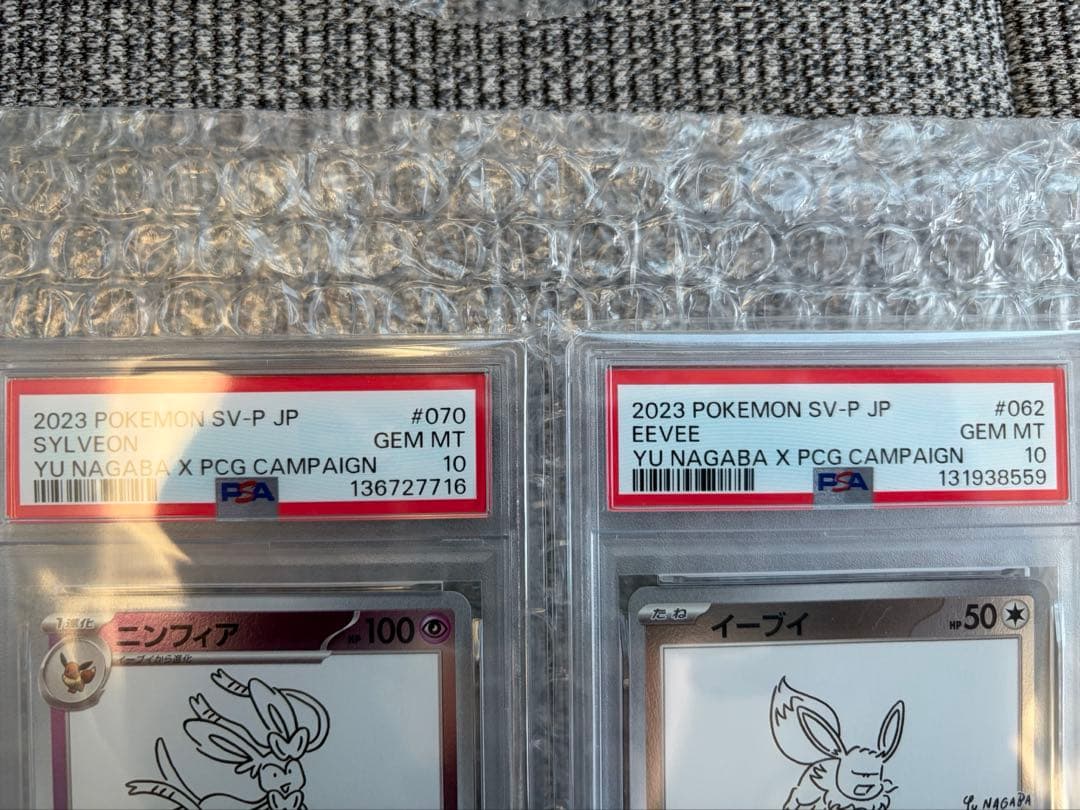 2023 POKEMON SV-P JP #070
SYLVEON GEM MT
YU NAGABA X PCG CAMPAIGN 10
PSA 136727716
1進化 ニンフィア HP 100
イーブイから進化
2023 POKEMON SV-P JP #062
EEVEE GEM MT
YU NAGABA X PCG CAMPAIGN 10
PSA 131938559
たね イーブイ HP 50
Yu NAGABA